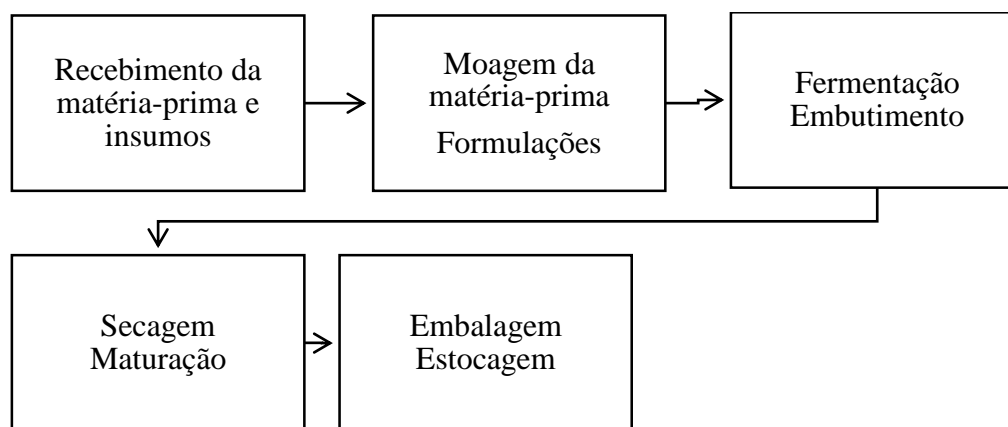 Recebimento da
matéria-prima e
insumos
Moagem da
matéria-prima
Formulações
Fermentação
Embutimento
Secagem
Maturação
Embalagem
Estocagem